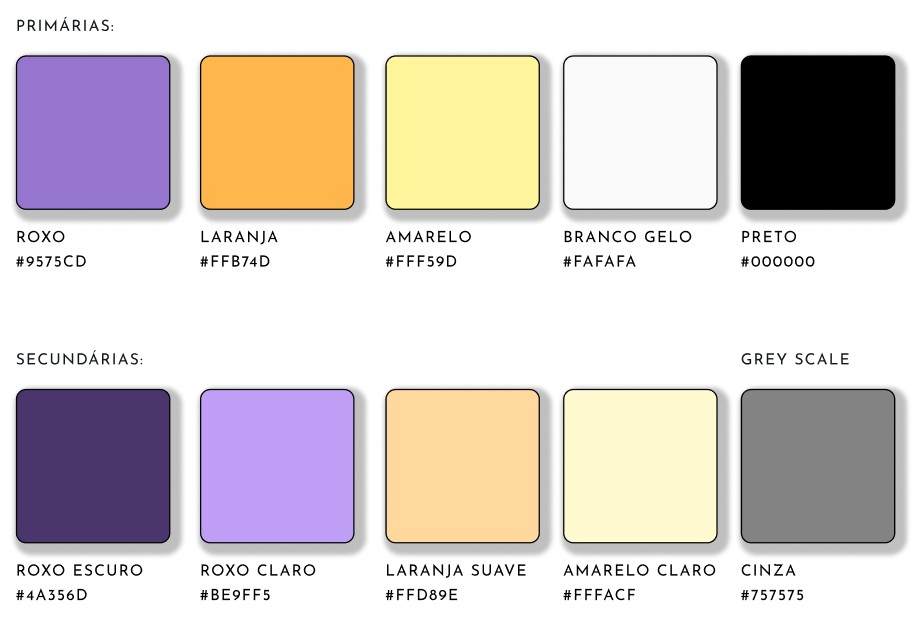 PRIMÁRIAS:
ROXO
#9575CD
LARANJA
#FFB74D
AMARELO
#FFF59D
BRANCO GELO
#FAFAFA
PRETO
#000000
SECUNDÁRIAS:
GREY SCALE
ROXO ESCURO
#4A356D
ROXO CLARO
#BE9FF5
LARANJA SUAVE
#FFD89E
AMARELO CLARO
#FFFACF
CINZA
#757575